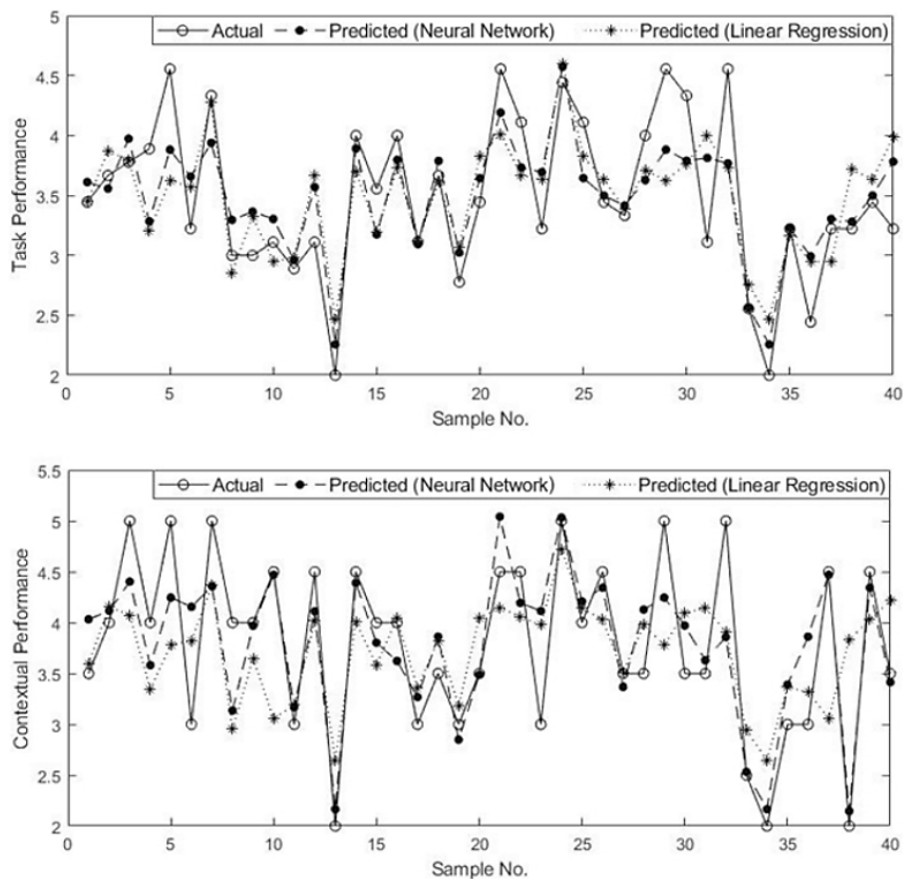 Actual Predicted (Neural Network) Predicted (Linear Regression)
5
4.5
4
3.5
3
2.5
2
Task Performance
0 5 10 15 20 25 30 35 40
Sample No.
Actual Predicted (Neural Network) Predicted (Linear Regression)
5.5
5
4.5
4
3.5
3
2.5
2
Contextual Performance
0 5 10 15 20 25 30 35 40
Sample No.